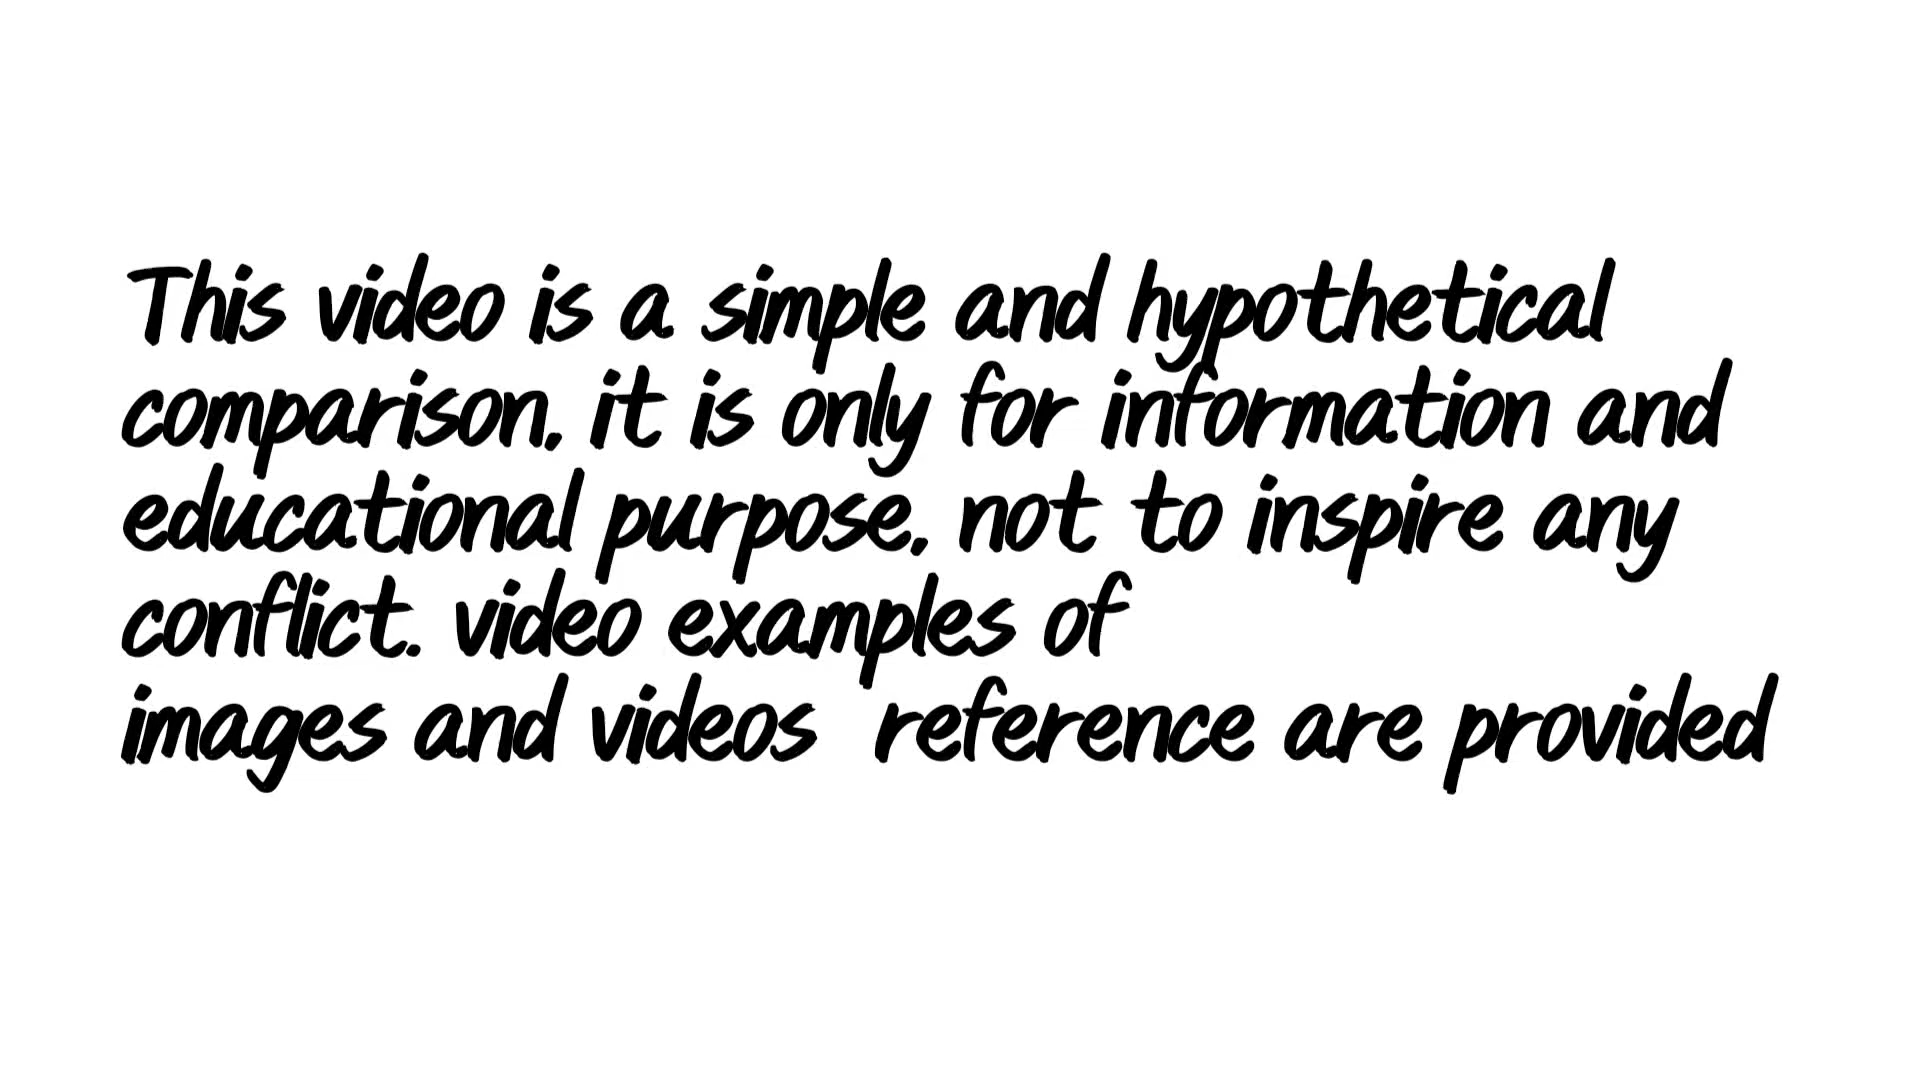 This video is a simple and hypothetical
comparison, it is only for information and
educational purpose, not to inspire any
conflict. video examples of
images and videos  reference are provided